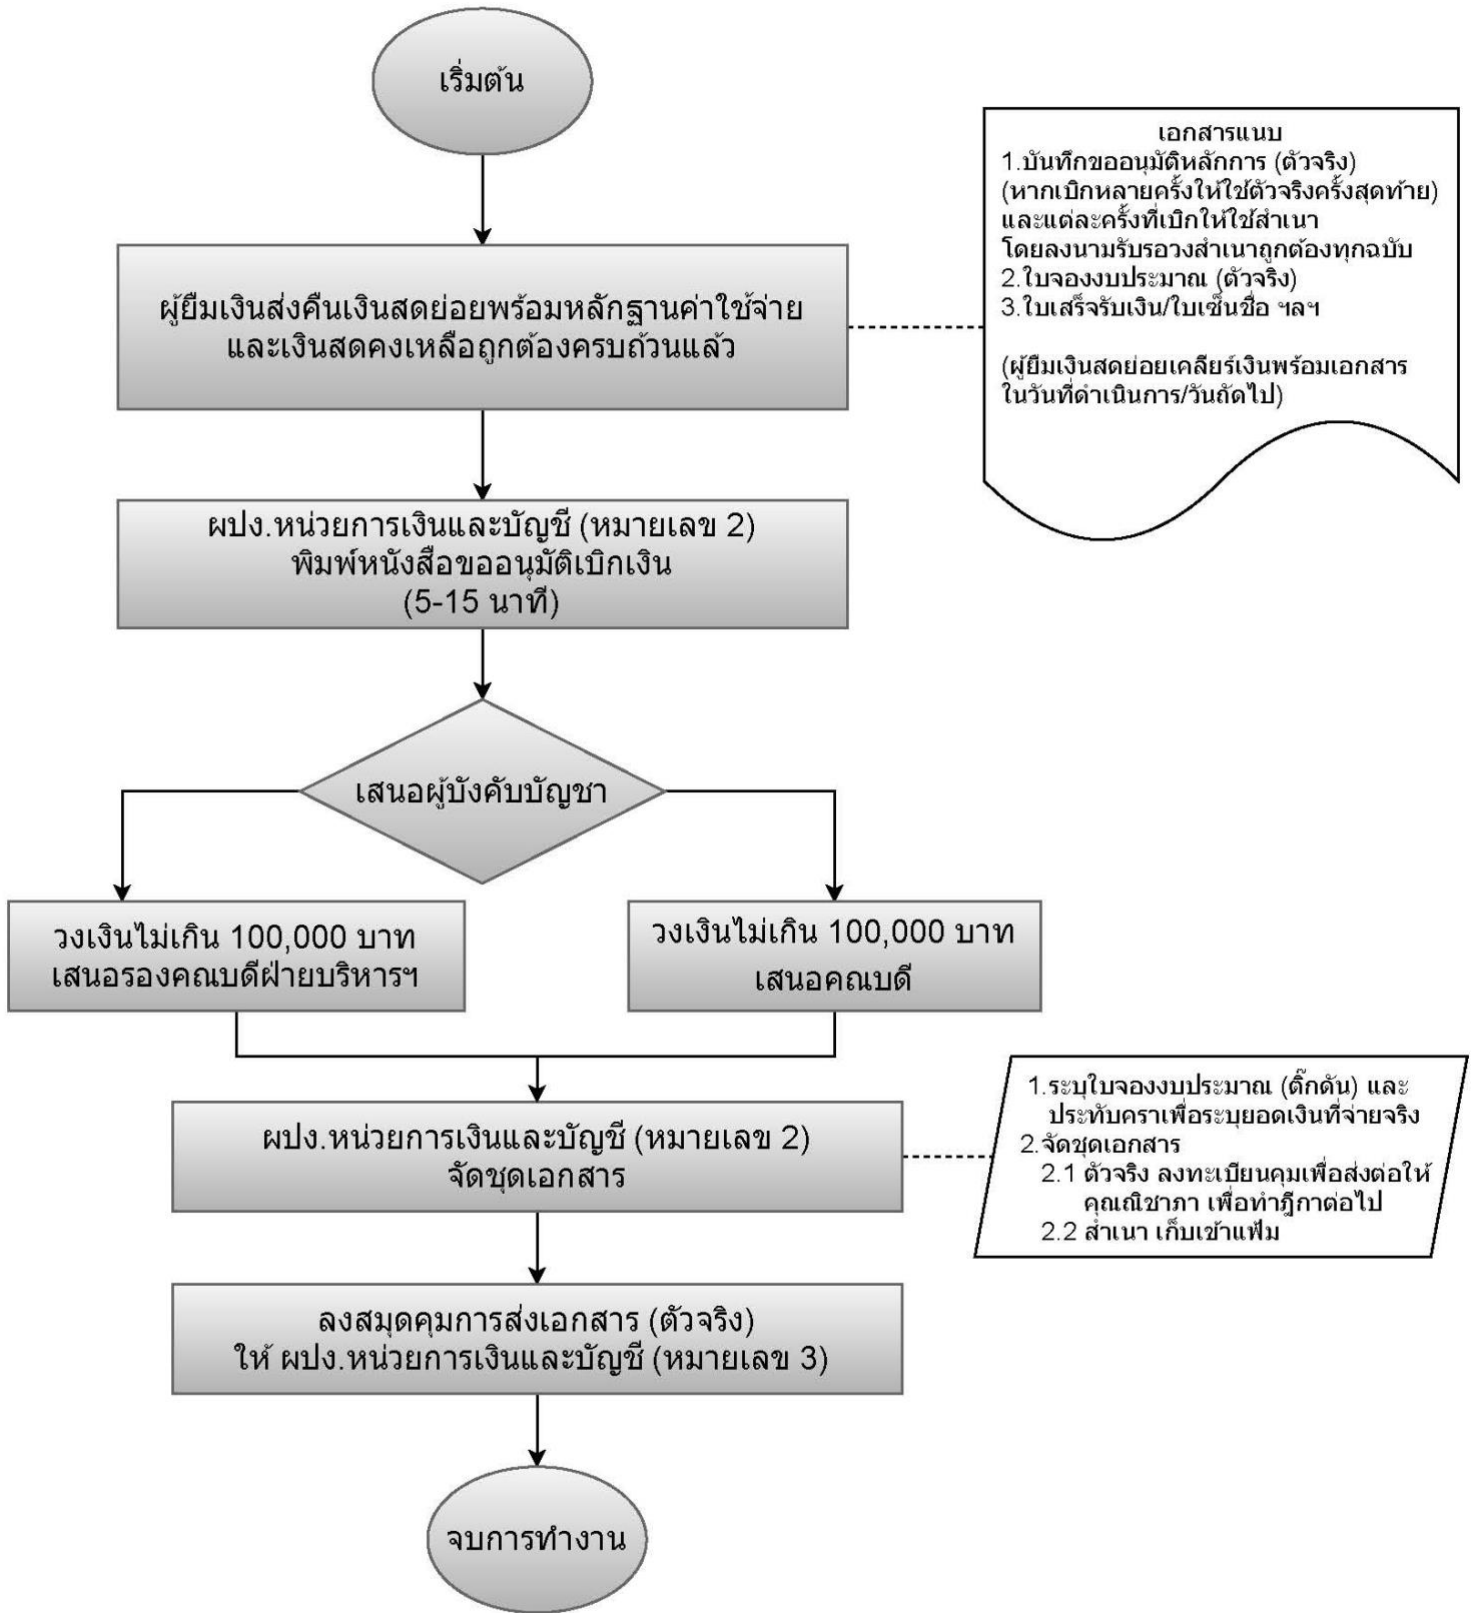 เริ่มต้น
เอกสารแนบ
1.บันทึกขออนุมัติหลักการ (ตัวจริง)
(หากเบิกหลายครั้งให้ใช้ตัวจริงครั้งสุดท้าย)
และแต่ละครั้งที่เบิกให้ใช้สำเนา
โดยลงนามรับรอวงสำเนาถูกต้องทุกฉบับ
2.ใบจองงบประมาณ (ตัวจริง)
3.ใบเสร็จรับเงิน/ใบเซ็นชื่อ ฯลฯ
(ผู้ยืมเงินสดย่อยเคลียร์เงินพร้อมเอกสาร
ในวันที่ดำเนินการ/วันถัดไป)
ผู้ยืมเงินส่งคืนเงินสดย่อยพร้อมหลักฐานค่าใช้จ่าย
และเงินสดคงเหลือถูกต้องครบถ้วนแล้ว
ผปง.หน่วยการเงินและบัญชี (หมายเลข 2)
พิมพ์หนังสือขออนุมัติเบิกเงิน
(5-15 นาที)
เสนอผู้บังคับบัญชา
วงเงินไม่เกิน 100,000 บาท
เสนอรองคณบดีฝ่ายบริหารฯ
วงเงินไม่เกิน 100,000 บาท
เสนอคณบดี
ผปง.หน่วยการเงินและบัญชี (หมายเลข 2)
จัดชุดเอกสาร
1.ระบุใบจองงบประมาณ (ติ๊กดัน) และ
ประทับคราเพื่อระบุยอดเงินที่จ่ายจริง
2.จัดชุดเอกสาร
2.1 ตัวจริง ลงทะเบียนคุมเพื่อส่งต่อให้
คุณณิชาภา เพื่อทำฎีกาต่อไป
2.2 สำเนา เก็บเข้าแฟ้ม
ลงสมุดคุมการส่งเอกสาร (ตัวจริง)
ให้ ผปง.หน่วยการเงินและบัญชี (หมายเลข 3)
จบการทำงาน